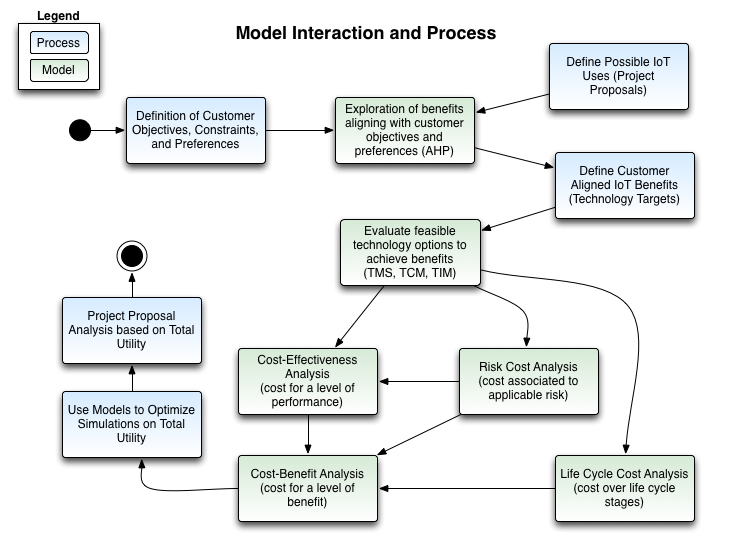 Legend
Process
Model
Model Interaction and Process
Define Possible IoT
Uses (Project
Proposals)
Definition of Customer
Objectives, Constraints,
and Preferences
Exploration of benefits
aligning with customer
objectives and
preferences (AHP)
Define Customer
Aligned IoT Benefits
(Technology Targets)
Evaluate feasible
technology options to
achieve benefits
(TMS, TCM, TIM)
Project Proposal
Analysis based on Total
Utility
Cost-Effectiveness
Analysis
(cost for a level of
performance)
Risk Cost Analysis
(cost associated to
applicable risk)
Use Models to Optimize
Simulations on Total
Utility
Cost-Benefit Analysis
(cost for a level of
benefit)
Life Cycle Cost Analysis
(cost over life cycle
stages)